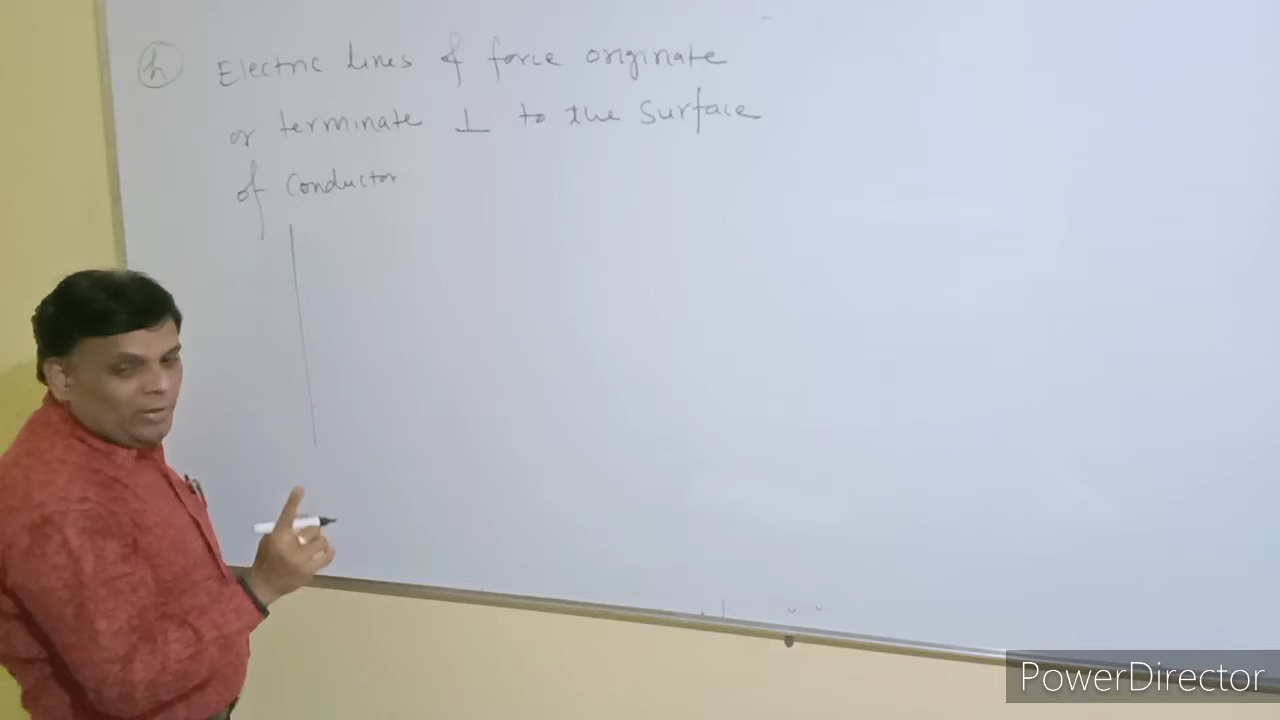 (h) Electric lines of force originate
or terminate ⊥ to the surface
of conductor
PowerDirector